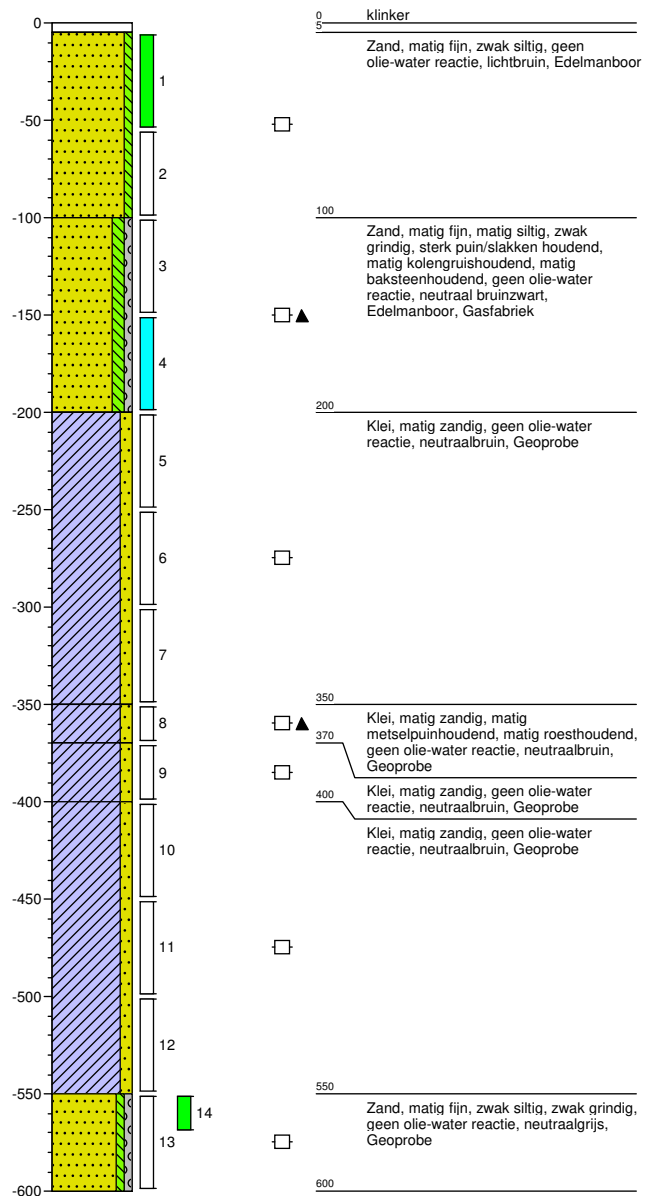 0
-50
-100
-150
-200
-250
-300
-350
-400
-450
-500
-550
-600
1
2
3
4
5
6
7
8
9
10
11
12
13
14
0
klinker
5
Zand, matig fijn, zwak siltig, geen
olie-water reactie, lichtbruin, Edelmanboor
100
Zand, matig fijn, matig siltig, zwak
grindig, sterk puin/slakken houdend,
matig kolengruishoudend, matig
baksteenhoudend, geen olie-water
reactie, neutraal bruinzwart,
Edelmanboor, Gasfabriek
200
Klei, matig zandig, geen olie-water
reactie, neutraalbruin, Geoprobe
350
Klei, matig zandig, matig
metselpuinhoudend, matig roesthoudend,
geen olie-water reactie, neutraalbruin,
Geoprobe
370
Klei, matig zandig, geen olie-water
reactie, neutraalbruin, Geoprobe
400
Klei, matig zandig, geen olie-water
reactie, neutraalbruin, Geoprobe
550
Zand, matig fijn, zwak siltig, zwak grindig,
geen olie-water reactie, neutraalgrijs,
Geoprobe
600